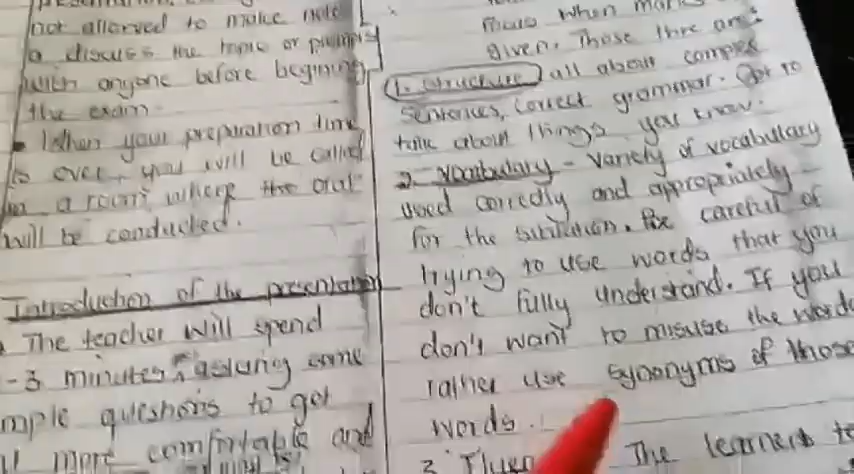 not allowed to make note
a discuss the topic or prompts
with anyone before beginning
the exam.
When your preparation time
is over, you will be called
in a room where the oral
will be conducted.
Introduction of the presentation
The teacher will spend
-3 minutes asking some
mple questions to get
more comfortable and
focus when marks
given. Those three are:
1. Structure all about complex
sentences, correct grammar. Opt to
talk about things you know.
2. Vocabulary - Variety of vocabulary
used correctly and appropriately
for the situation. Be careful of
trying to use words that you
don't fully understand. If you
don't want to misuse the words
rather use synonyms of those
words.
3. Fluen The learners